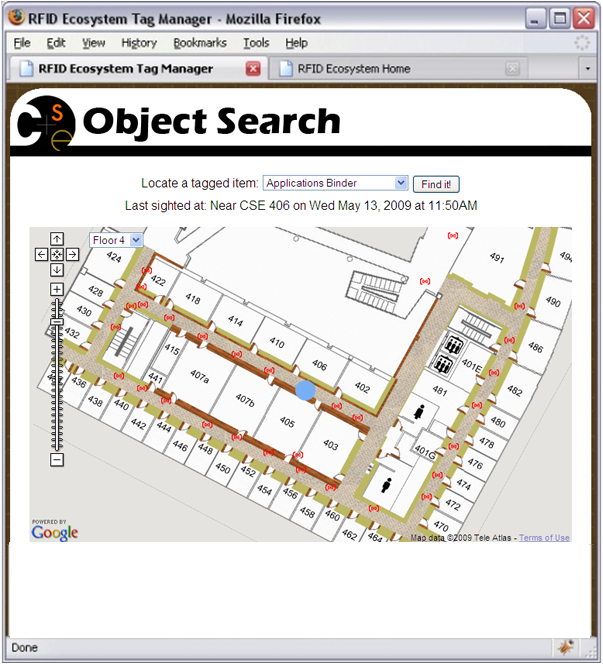 RFID Ecosystem Tag Manager - Mozilla Firefox
File Edit View History Bookmarks Tools Help
RFID Ecosystem Tag Manager RFID Ecosystem Home
c+se Object Search
Locate a tagged item: Applications Binder Find it!
Last sighted at: Near CSE 406 on Wed May 13, 2009 at 11:50AM
Floor 4
424
428
430
432
422
418
414
410
406
402
415
441
407a
407b
405
403
436
438
440
442
444
446
448
450
452
454
456
458
460
462
464
491
494
490
486
401E
481
482
480
478
476
474
472
470
401G
POWERED BY
Google
Map data ©2009 Tele Atlas - Terms of Use
Done